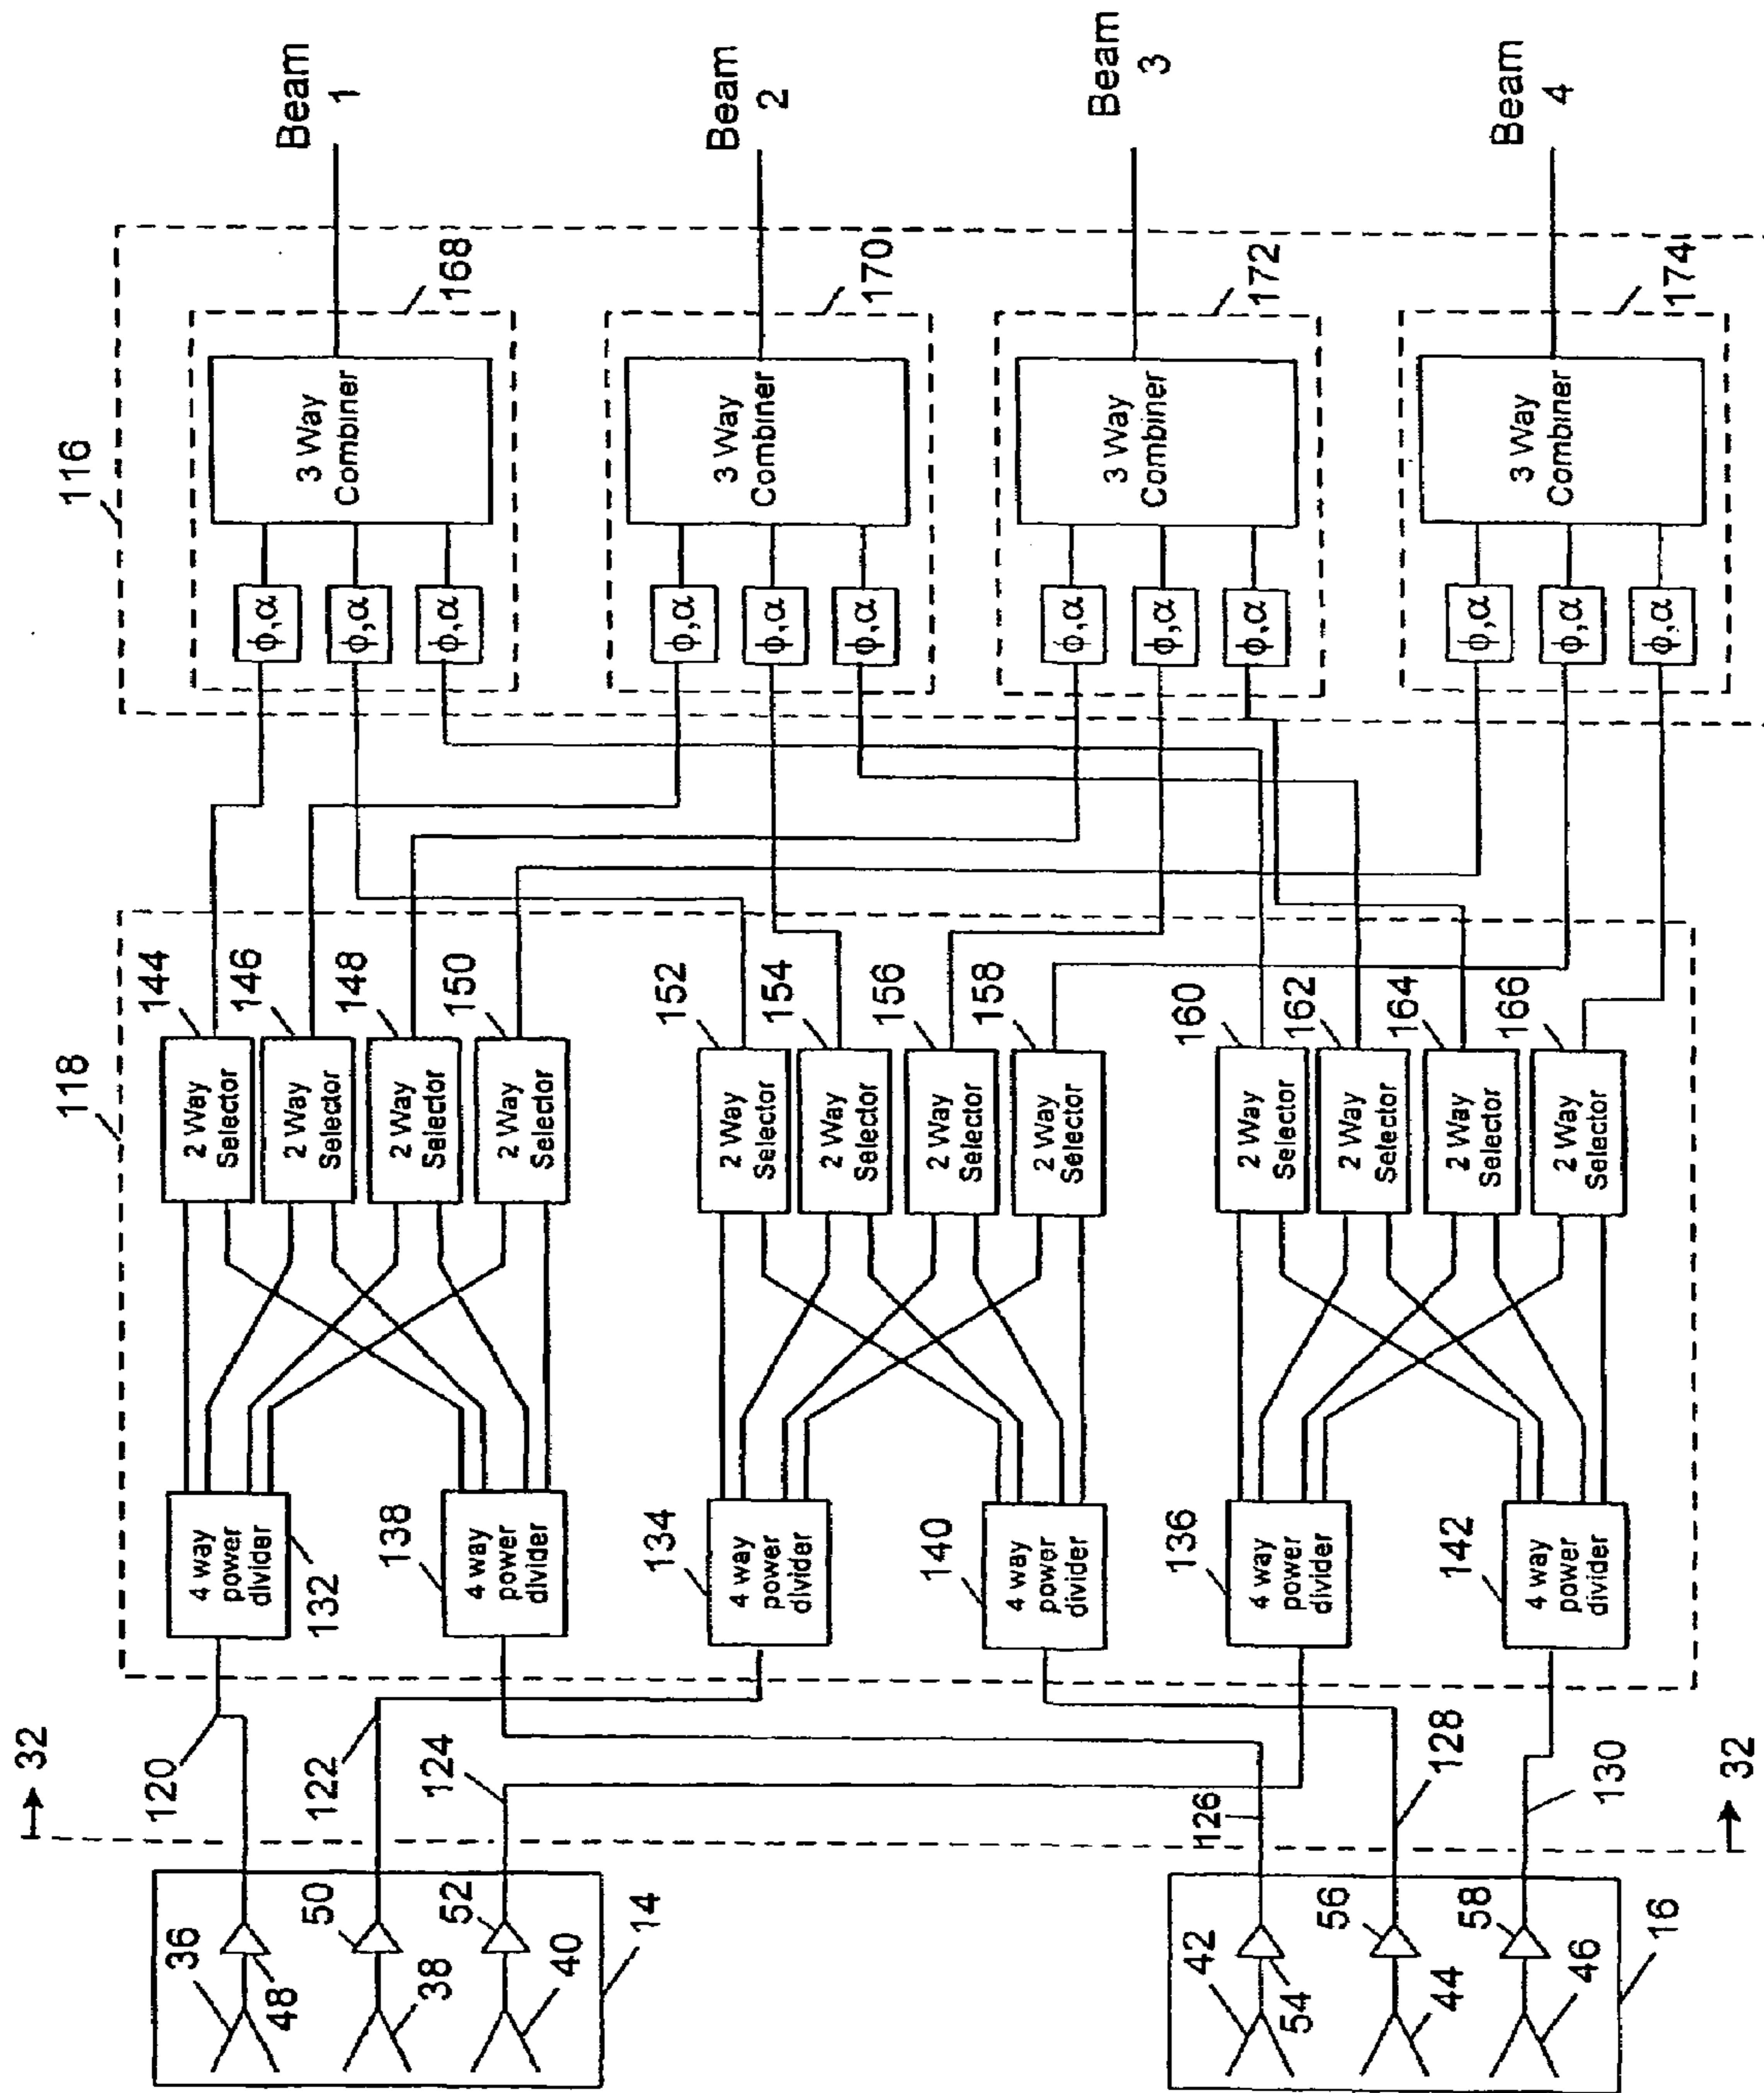 Beam
1
Beam
2
Beam
3
Beam
4
116
168
170
172
174
3 Way
Combiner
3 Way
Combiner
3 Way
Combiner
3 Way
Combiner
ϕ,α
ϕ,α
ϕ,α
ϕ,α
ϕ,α
ϕ,α
ϕ,α
ϕ,α
ϕ,α
ϕ,α
ϕ,α
ϕ,α
118
144
146
148
150
152
154
156
158
160
162
164
166
2 Way
Selector
2 Way
Selector
2 Way
Selector
2 Way
Selector
2 Way
Selector
2 Way
Selector
2 Way
Selector
2 Way
Selector
2 Way
Selector
2 Way
Selector
2 Way
Selector
2 Way
Selector
4 way
power
divider
132
138
4 way
power
divider
134
4 way
power
divider
140
4 way
power
divider
136
4 way
power
divider
142
4 way
power
divider
32
120
122
124
126
128
130
32
36
48
50
38
52
40
14
42
54
56
44
58
46
16